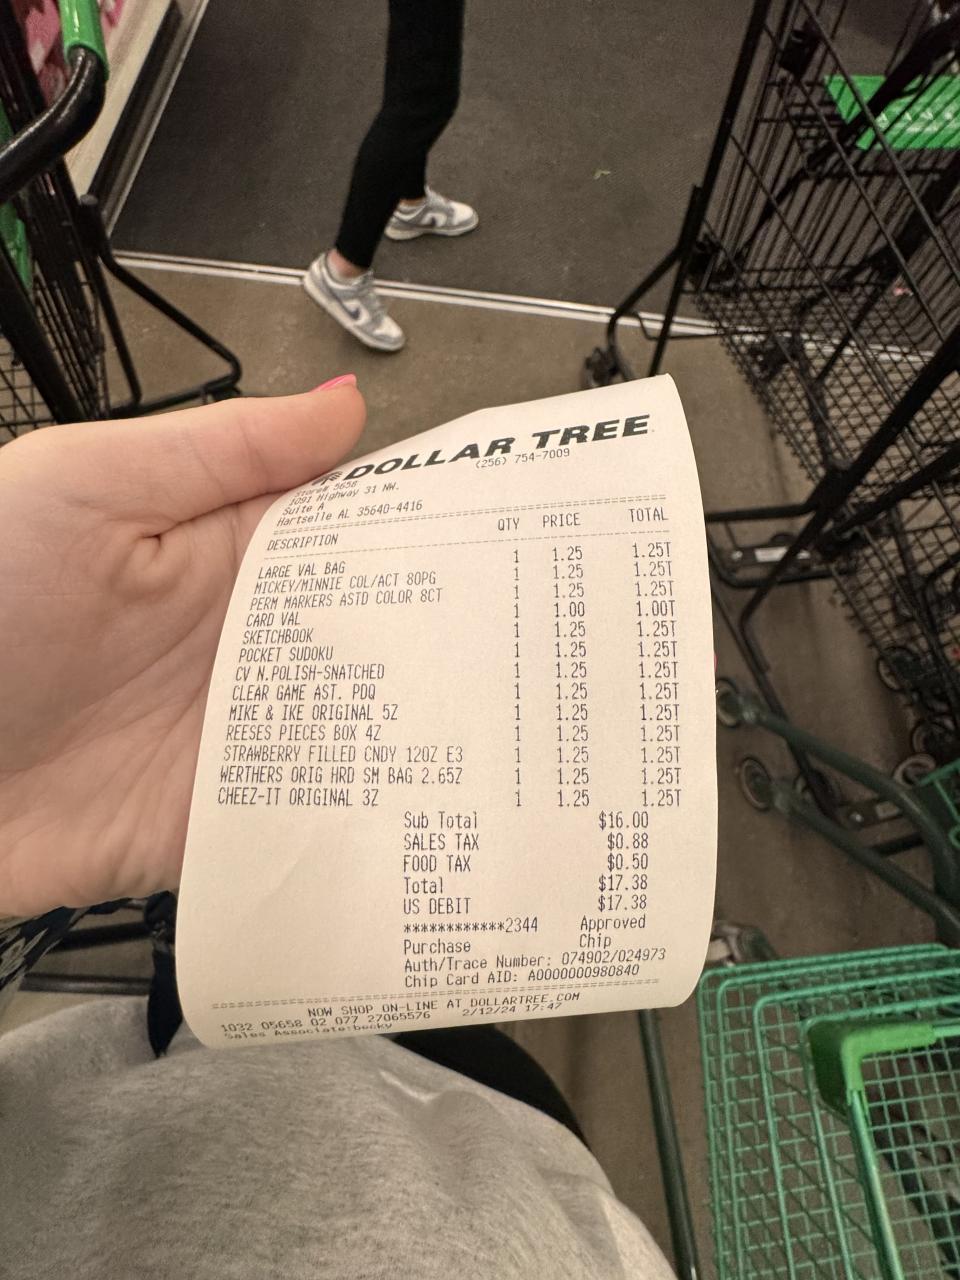 DOLLAR TREE
(256) 754-7009
Store# 5658
1091 Highway 31 NW.
Suite A
Hartselle AL 35640-4416
DESCRIPTION QTY PRICE TOTAL
LARGE VAL BAG 1 1.25 1.25T
MICKEY/MINNIE COL/ACT 80PG 1 1.25 1.25T
PERM MARKERS ASTD COLOR 8CT 1 1.25 1.25T
CARD VAL 1 1.00 1.00T
SKETCHBOOK 1 1.25 1.25T
POCKET SUDOKU 1 1.25 1.25T
CV N.POLISH-SNATCHED 1 1.25 1.25T
CLEAR GAME AST. PDQ 1 1.25 1.25T
MIKE & IKE ORIGINAL 5Z 1 1.25 1.25T
REESES PIECES BOX 4Z 1 1.25 1.25T
STRAWBERRY FILLED CNDY 12OZ E3 1 1.25 1.25T
WERTHERS ORIG HRD SM BAG 2.65Z 1 1.25 1.25T
CHEEZ-IT ORIGINAL 3Z 1 1.25 1.25T
Sub Total $16.00
SALES TAX $0.88
FOOD TAX $0.50
Total $17.38
US DEBIT $17.38
************2344 Approved
Purchase Chip
Auth/Trace Number: 074902/024973
Chip Card AID: A0000000980840
NOW SHOP ON-LINE AT DOLLARTREE.COM
1032 05658 02 077 27065576 2/12/24 17:47
Sales Associate:becky